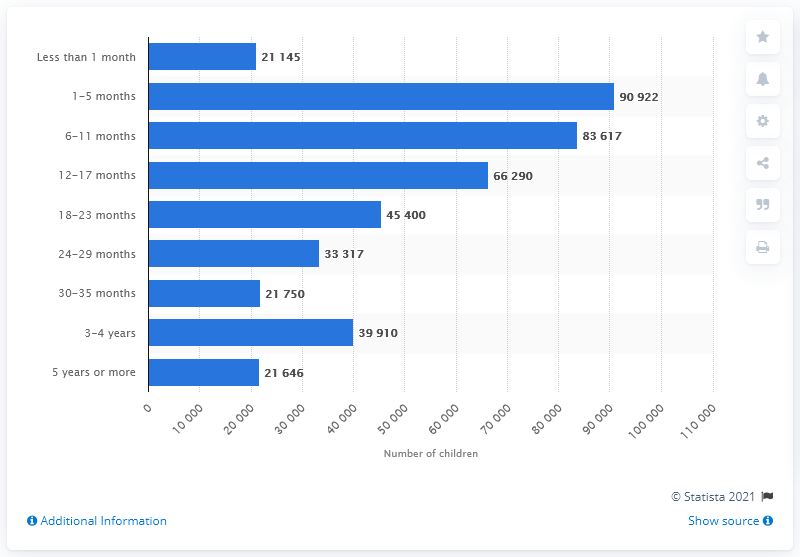 Less than 1 month 21 145
1–5 months 90 922
6–11 months 83 617
12–17 months 66 290
18–23 months 45 400
24–29 months 33 317
30–35 months 21 750
3–4 years 39 910
5 years or more 21 646
0 10 000 20 000 30 000 40 000 50 000 60 000 70 000 80 000 90 000 100 000 110 000
Number of children
© Statista 2021
Additional Information Show source